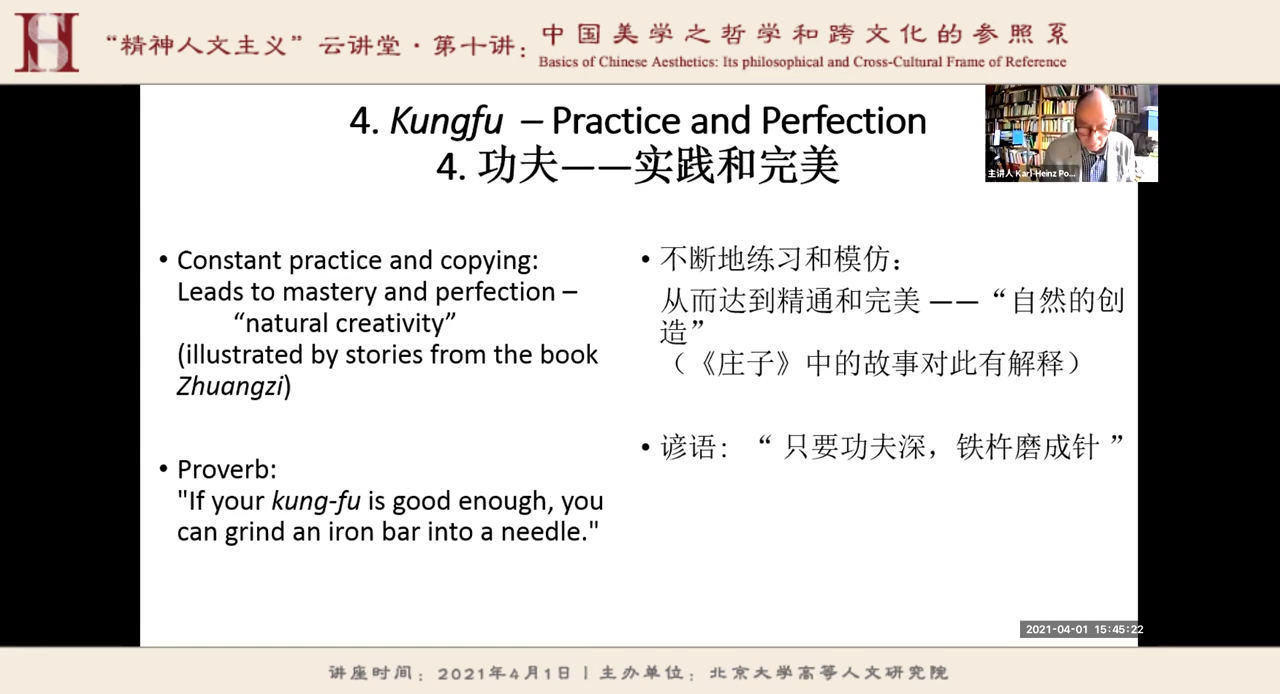 “精神人文主义”云讲堂·第十讲：
中国美学之哲学和跨文化的参照系
Basics of Chinese Aesthetics: Its philosophical and Cross-Cultural Frame of Reference
4. Kungfu – Practice and Perfection
4. 功夫——实践和完美
主讲人 Karl-Heinz Po...
• Constant practice and copying:
Leads to mastery and perfection –
“natural creativity”
(illustrated by stories from the book
Zhuangzi)
• Proverb:
"If your kung-fu is good enough, you
can grind an iron bar into a needle."
• 不断地练习和模仿：
从而达到精通和完美 ——“自然的创
造”
（《庄子》中的故事对此有解释）
• 谚语：“ 只要功夫深，铁杵磨成针 ”
2021-04-01 15:45:22
讲座时间：2021年4月1日 | 主办单位：北京大学高等人文研究院